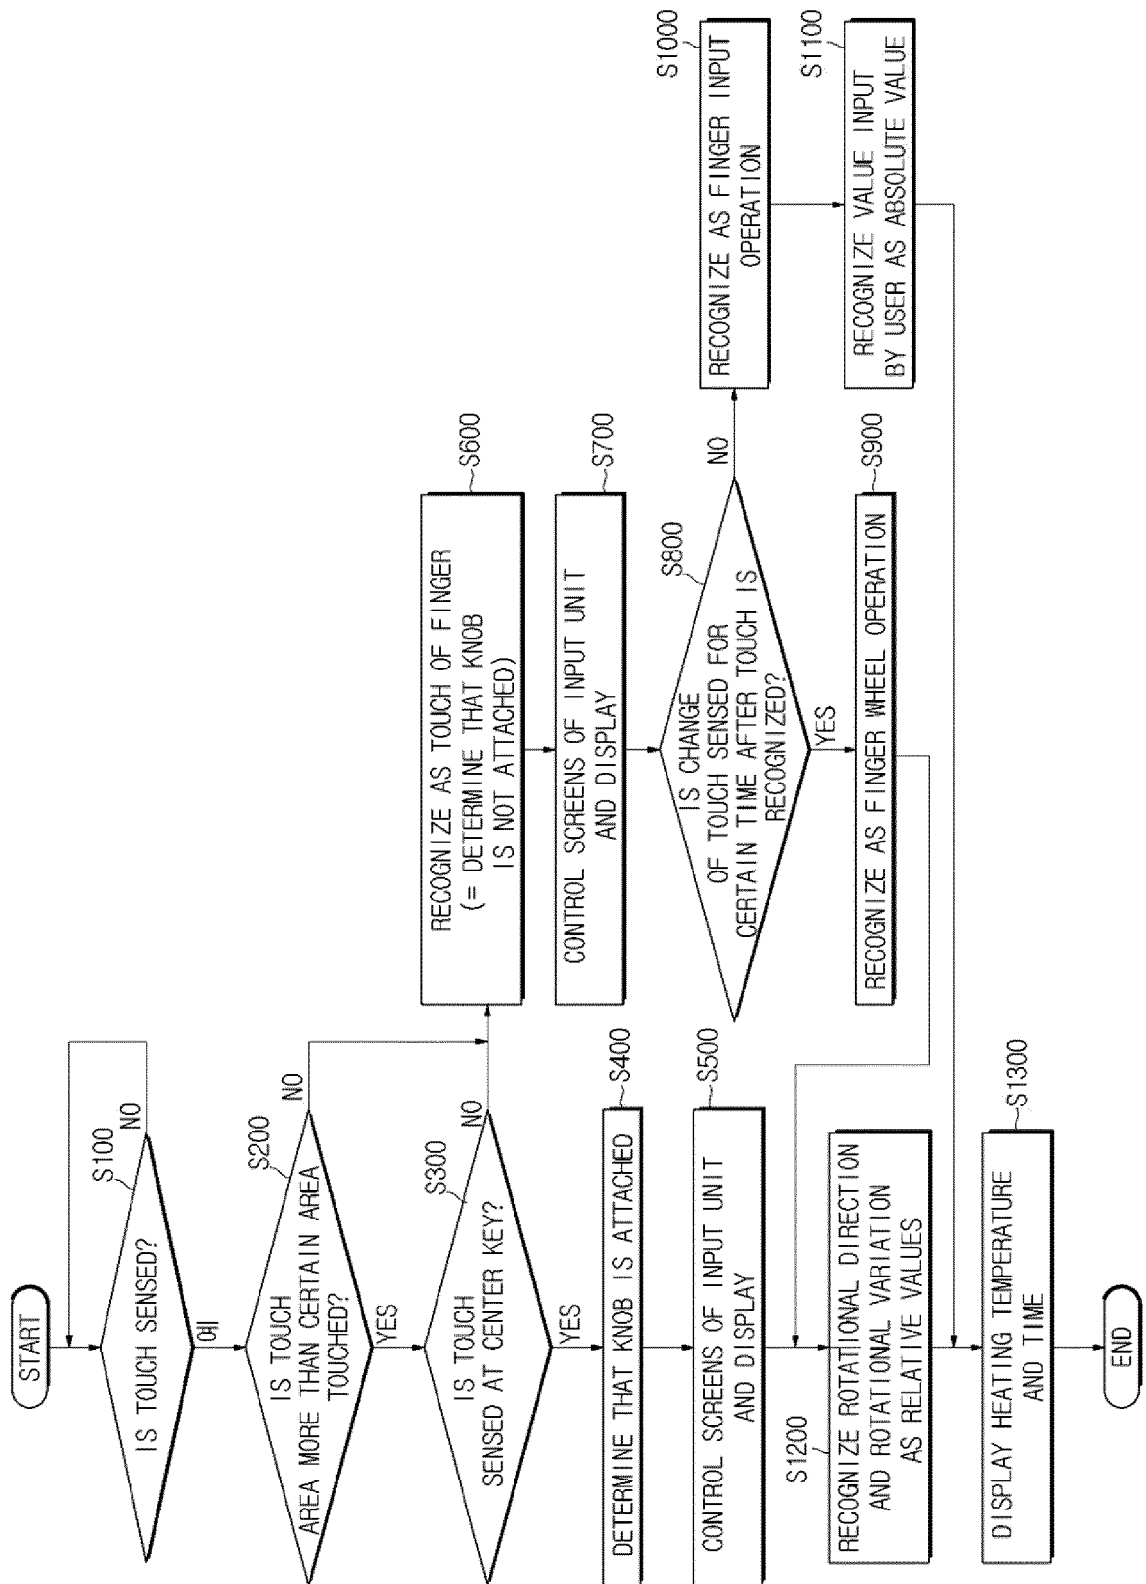 START
S100
IS TOUCH SENSED?
NO
예
S200
IS TOUCH
AREA MORE THAN CERTAIN AREA
TOUCHED?
NO
YES
S300
IS TOUCH
SENSED AT CENTER KEY?
NO
YES
S400
DETERMINE THAT KNOB IS ATTACHED
S500
CONTROL SCREENS OF INPUT UNIT
AND DISPLAY
S600
RECOGNIZE AS TOUCH OF FINGER
(= DETERMINE THAT KNOB
IS NOT ATTACHED)
S700
CONTROL SCREENS OF INPUT UNIT
AND DISPLAY
S800
IS CHANGE
OF TOUCH SENSED FOR
CERTAIN TIME AFTER TOUCH IS
RECOGNIZED?
NO
YES
S900
RECOGNIZE AS FINGER WHEEL OPERATION
S1000
RECOGNIZE AS FINGER INPUT
OPERATION
S1100
RECOGNIZE VALUE INPUT
BY USER AS ABSOLUTE VALUE
S1200
RECOGNIZE ROTATIONAL DIRECTION
AND ROTATIONAL VARIATION
AS RELATIVE VALUES
S1300
DISPLAY HEATING TEMPERATURE
AND TIME
END